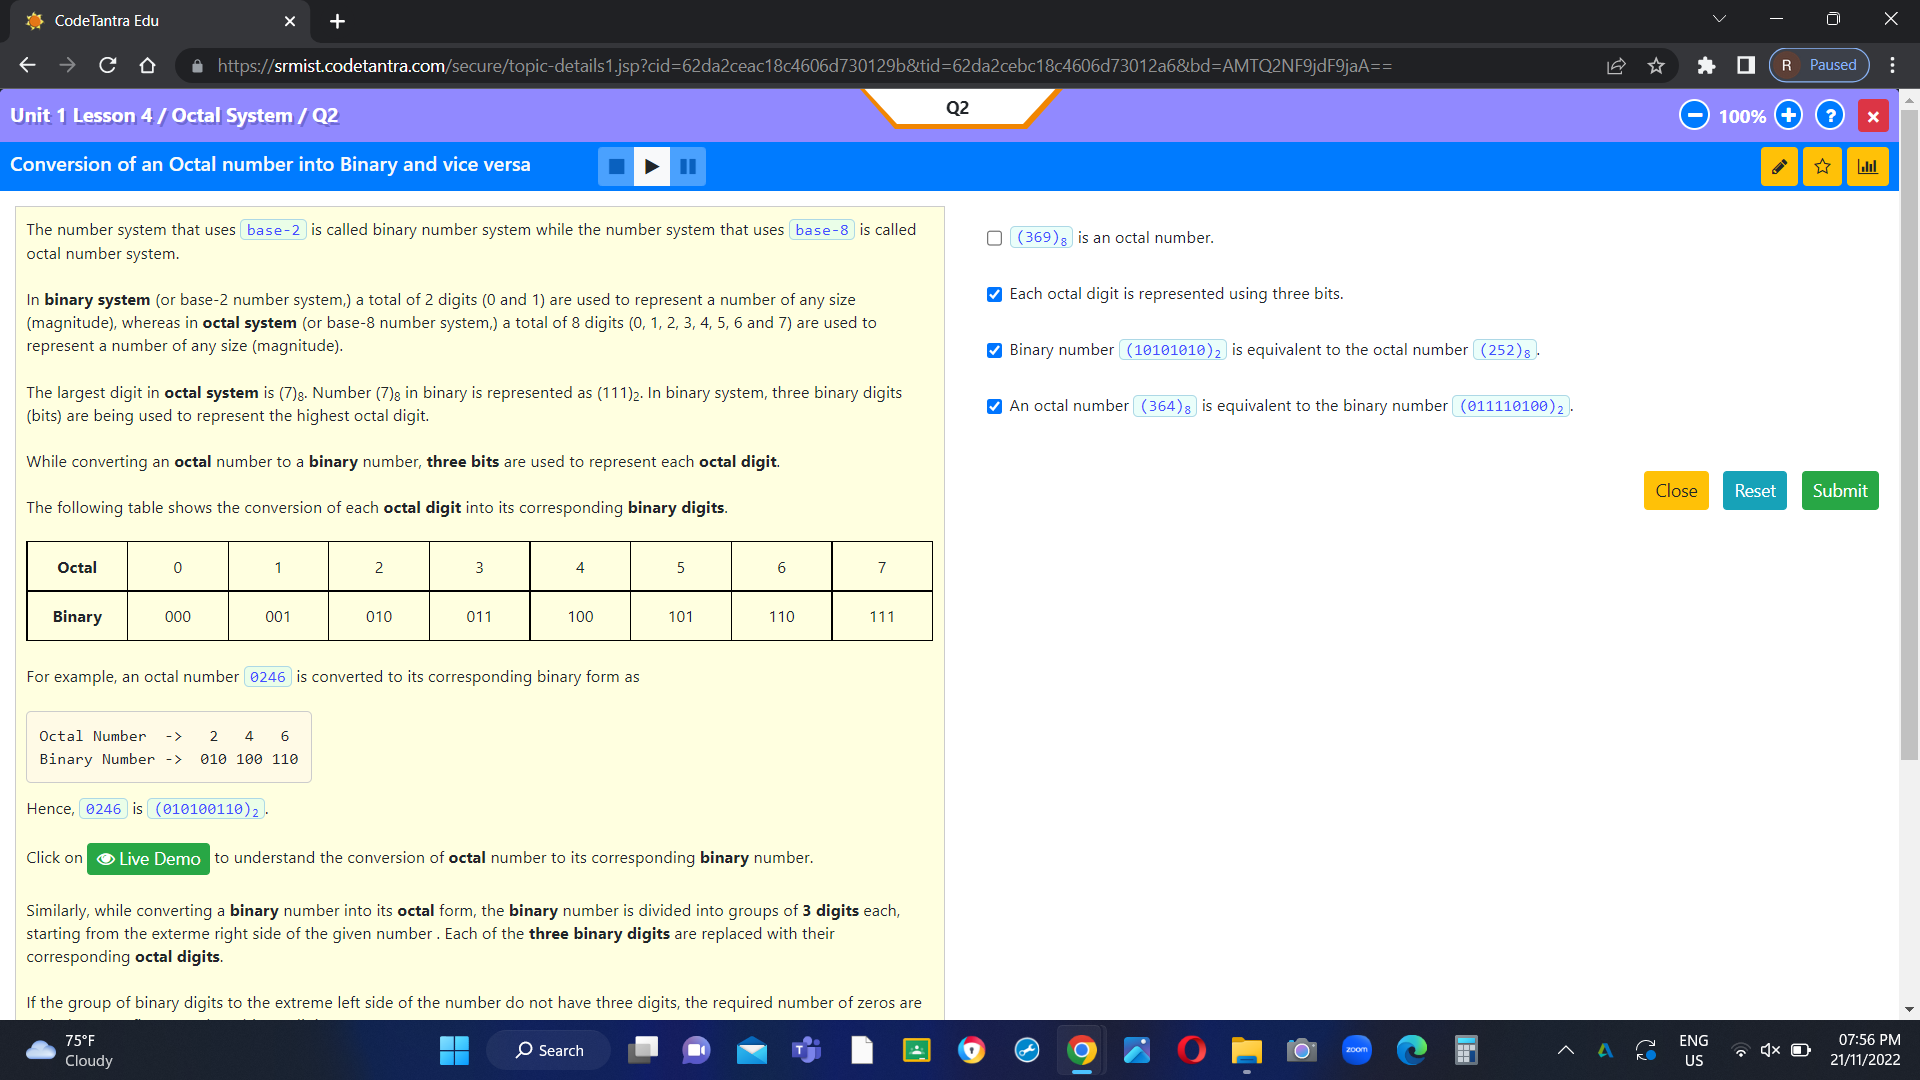 CodeTantra Edu
https://srmist.codetantra.com/secure/topic-details1.jsp?cid=62da2ceac18c4606d730129b&tid=62da2cebc18c4606d73012a6&bd=AMTQ2NF9jdF9jaA==
R Paused
Unit 1 Lesson 4 / Octal System / Q2
Q2
100%
Conversion of an Octal number into Binary and vice versa
The number system that uses base-2 is called binary number system while the number system that uses base-8 is called
octal number system.
In binary system (or base-2 number system,) a total of 2 digits (0 and 1) are used to represent a number of any size
(magnitude), whereas in octal system (or base-8 number system,) a total of 8 digits (0, 1, 2, 3, 4, 5, 6 and 7) are used to
represent a number of any size (magnitude).
The largest digit in octal system is (7)8. Number (7)8 in binary is represented as (111)2. In binary system, three binary digits
(bits) are being used to represent the highest octal digit.
While converting an octal number to a binary number, three bits are used to represent each octal digit.
The following table shows the conversion of each octal digit into its corresponding binary digits.
Octal 0 1 2 3 4 5 6 7
Binary 000 001 010 011 100 101 110 111
For example, an octal number 0246 is converted to its corresponding binary form as
Octal Number -> 2 4 6
Binary Number -> 010 100 110
Hence, 0246 is (010100110)2.
Click on Live Demo to understand the conversion of octal number to its corresponding binary number.
Similarly, while converting a binary number into its octal form, the binary number is divided into groups of 3 digits each,
starting from the exterme right side of the given number . Each of the three binary digits are replaced with their
corresponding octal digits.
If the group of binary digits to the extreme left side of the number do not have three digits, the required number of zeros are
(369)8 is an octal number.
Each octal digit is represented using three bits.
Binary number (10101010)2 is equivalent to the octal number (252)8.
An octal number (364)8 is equivalent to the binary number (011110100)2.
Close Reset Submit
75°F
Cloudy
Search
zoom
ENG
US
07:56 PM
21/11/2022